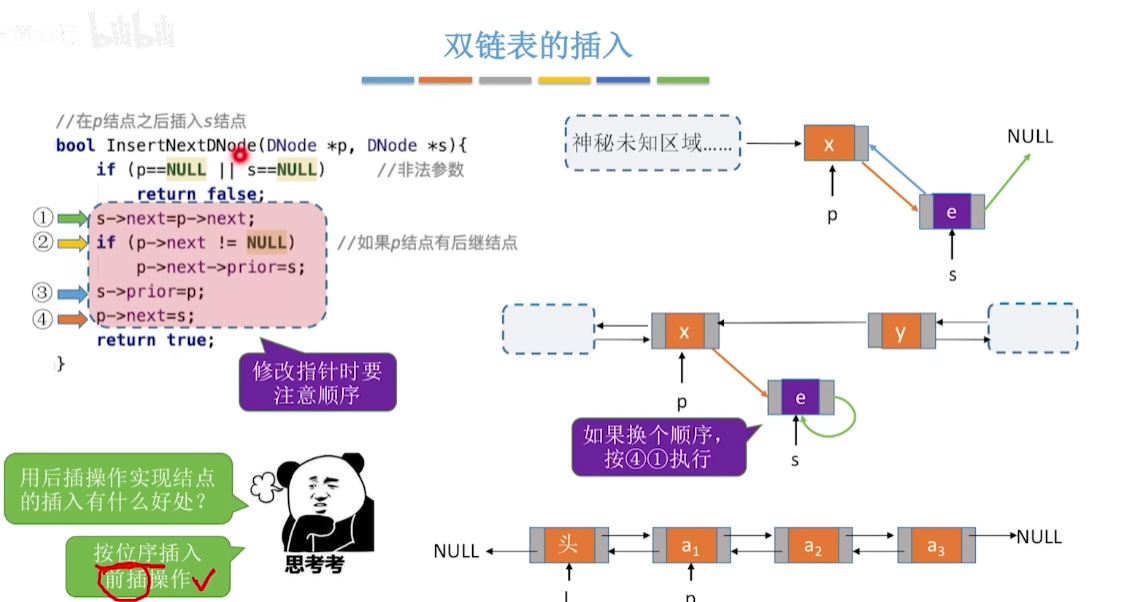 bilibili
双链表的插入
//在p结点之后插入s结点
bool InsertNextDNode(DNode *p, DNode *s){
if (p==NULL || s==NULL) //非法参数
return false;
① s->next=p->next;
② if (p->next != NULL) //如果p结点有后继结点
p->next->prior=s;
③ s->prior=p;
④ p->next=s;
return true;
}
修改指针时要
注意顺序
用后插操作实现结点
的插入有什么好处?
按位序插入
前插操作
思考考
神秘未知区域……
x
NULL
p
e
s
x
y
p
e
如果换个顺序,
按④①执行
s
NULL
头
a1
a2
a3
NULL
p